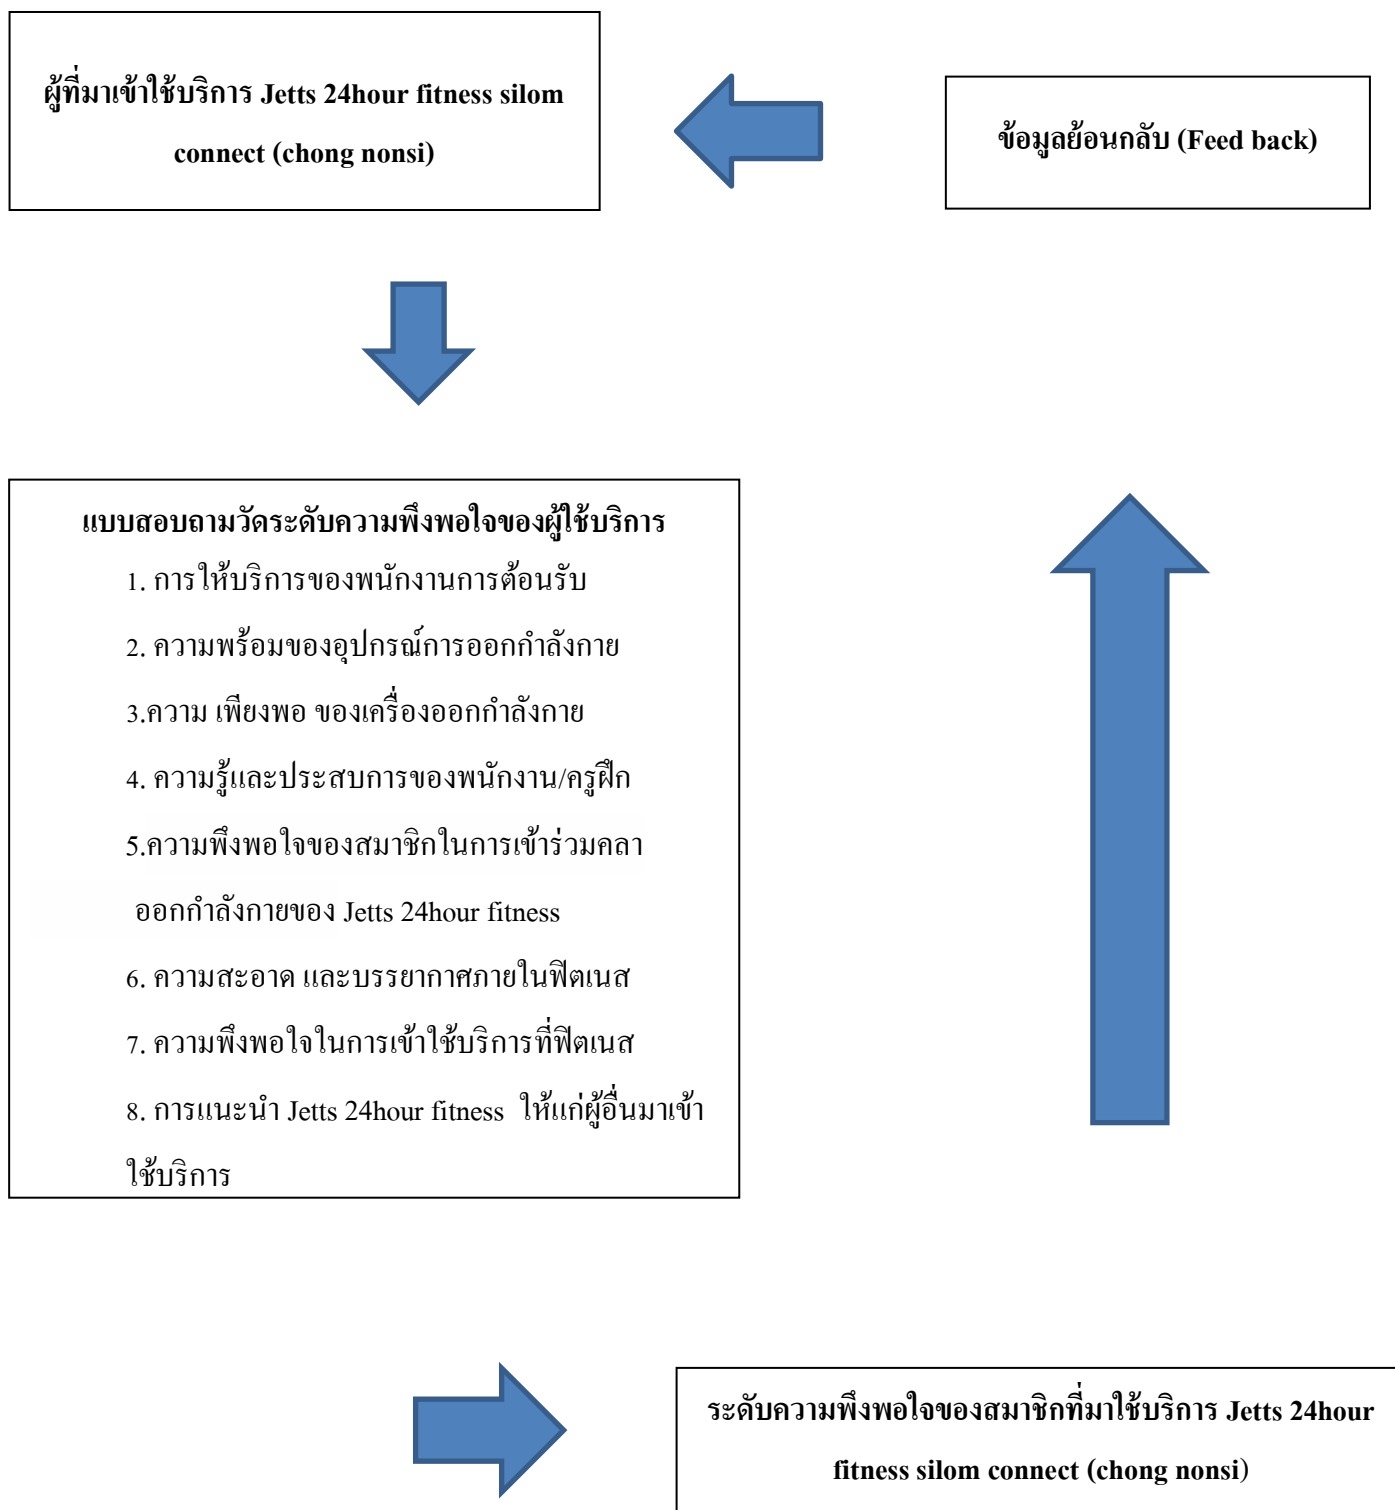 ผู้ที่มาเข้าใช้บริการ Jetts 24hour fitness silom
connect (chong nonsi)
ข้อมูลย้อนกลับ (Feed back)
แบบสอบถามวัดระดับความพึงพอใจของผู้ใช้บริการ
1. การให้บริการของพนักงานการต้อนรับ
2. ความพร้อมของอุปกรณ์การออกกำลังกาย
3.ความ เพียงพอ ของเครื่องออกกำลังกาย
4. ความรู้และประสบการของพนักงาน/ครูฝึก
5.ความพึงพอใจของสมาชิกในการเข้าร่วมคลา
ออกกำลังกายของ Jetts 24hour fitness
6. ความสะอาด และบรรยากาศภายในฟิตเนส
7. ความพึงพอใจในการเข้าใช้บริการที่ฟิตเนส
8. การแนะนำ Jetts 24hour fitness ให้แก่ผู้อื่นมาเข้า
ใช้บริการ
ระดับความพึงพอใจของสมาชิกที่มาใช้บริการ Jetts 24hour
fitness silom connect (chong nonsi)